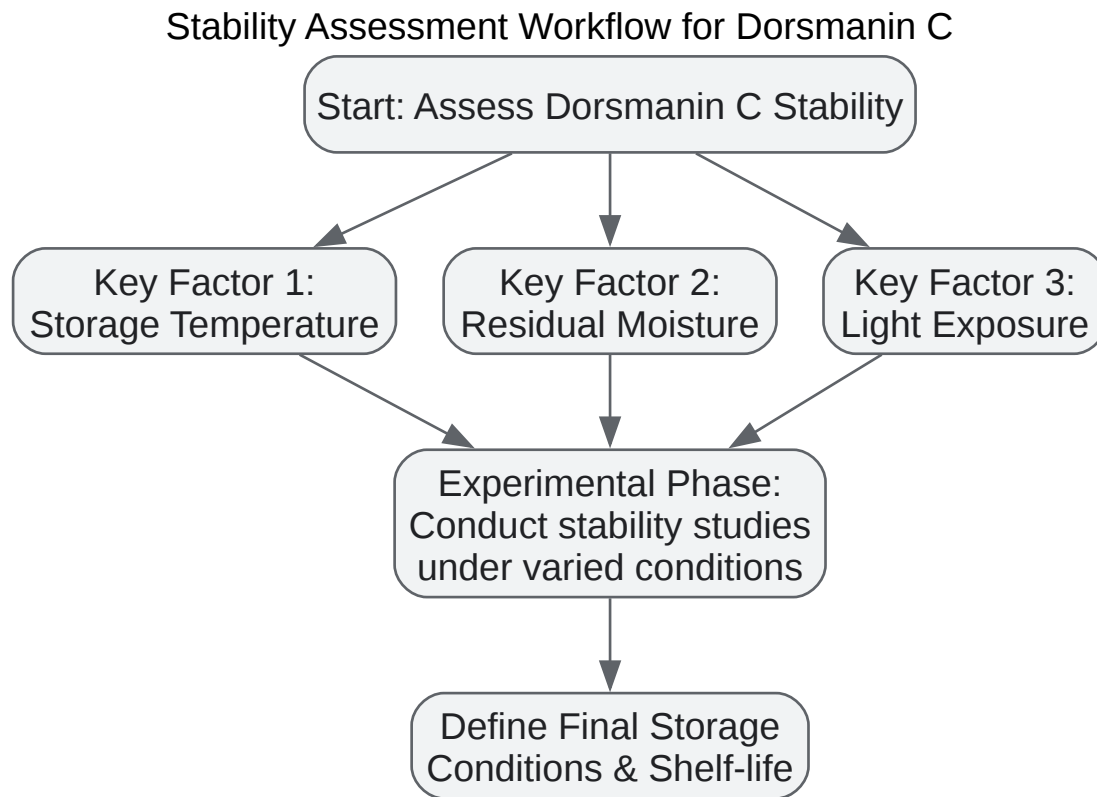 Stability Assessment Workflow for Dorsmanin C
Start: Assess Dorsmanin C Stability
Key Factor 1:
Storage Temperature
Key Factor 2:
Residual Moisture
Key Factor 3:
Light Exposure
Experimental Phase:
Conduct stability studies
under varied conditions
Define Final Storage
Conditions & Shelf-life